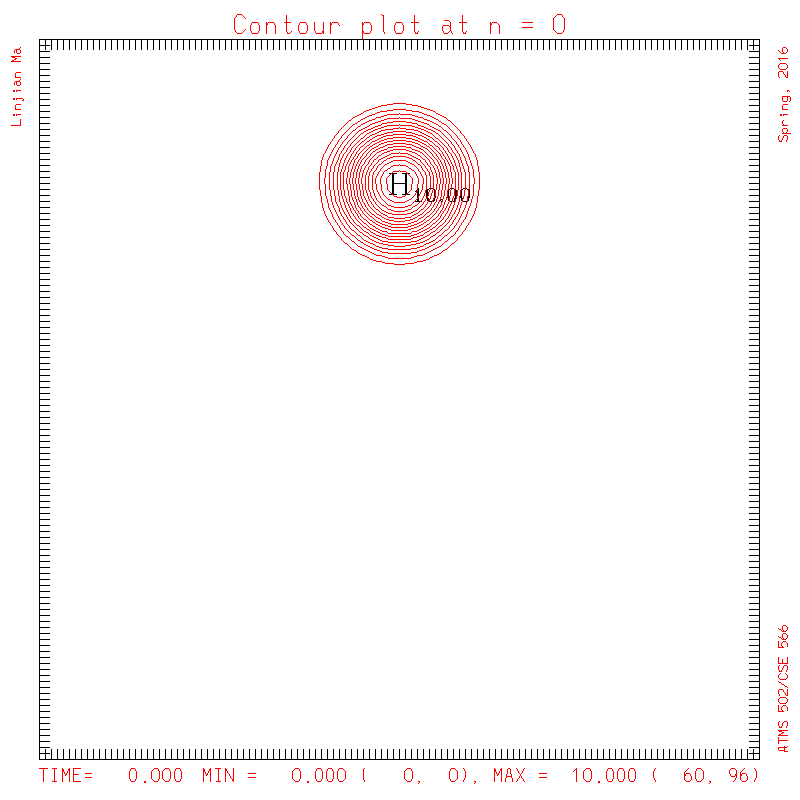 Contour plot at n = 0
Linjian Ma
Spring, 2016
H
10.00
ATMS 502/CSE 566
TIME= 0.000 MIN = 0.000 ( 0, 0), MAX = 10.000 ( 60, 96)